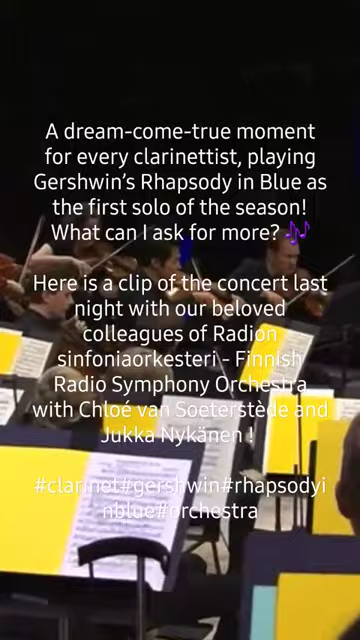 A dream-come-true moment
for every clarinettist, playing
Gershwin's Rhapsody in Blue as
the first solo of the season!
What can I ask for more? 🎶
Here is a clip of the concert last
night with our beloved
colleagues of Radion
sinfoniaorkesteri - Finnish
Radio Symphony Orchestra
with Chloé van Soeterstède and
Jukka Nykänen !
#clarinet#gershwin#rhapsodyi
nblue#orchestra